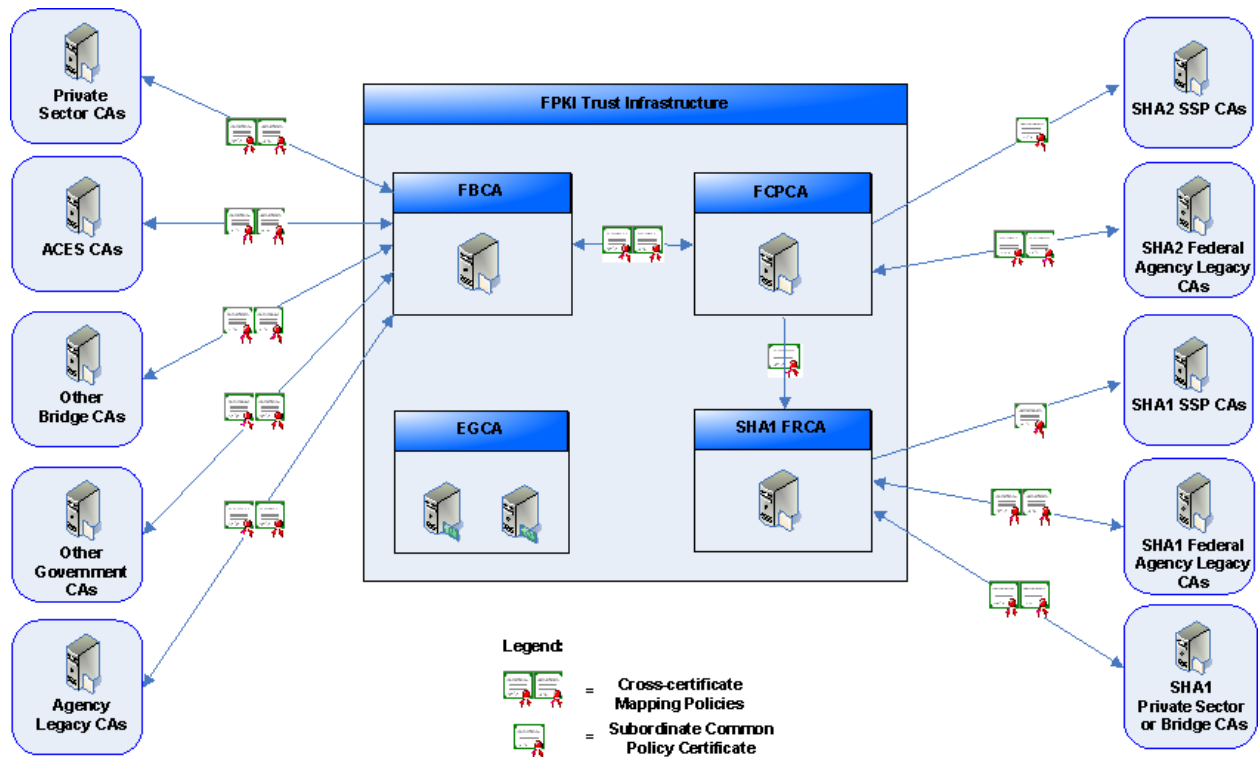 Private
Sector CAs
ACES CAs
Other
Bridge CAs
Other
Government
CAs
Agency
Legacy CAs
FPKI Trust Infrastructure
FBCA
FCPCA
EGCA
SHA1 FRCA
SHA2 SSP CAs
SHA2 Federal
Agency Legacy
CAs
SHA1 SSP CAs
SHA1 Federal
Agency Legacy
CAs
SHA1
Private Sector
or Bridge CAs
Legend:
= Cross-certificate
Mapping Policies
= Subordinate Common
Policy Certificate